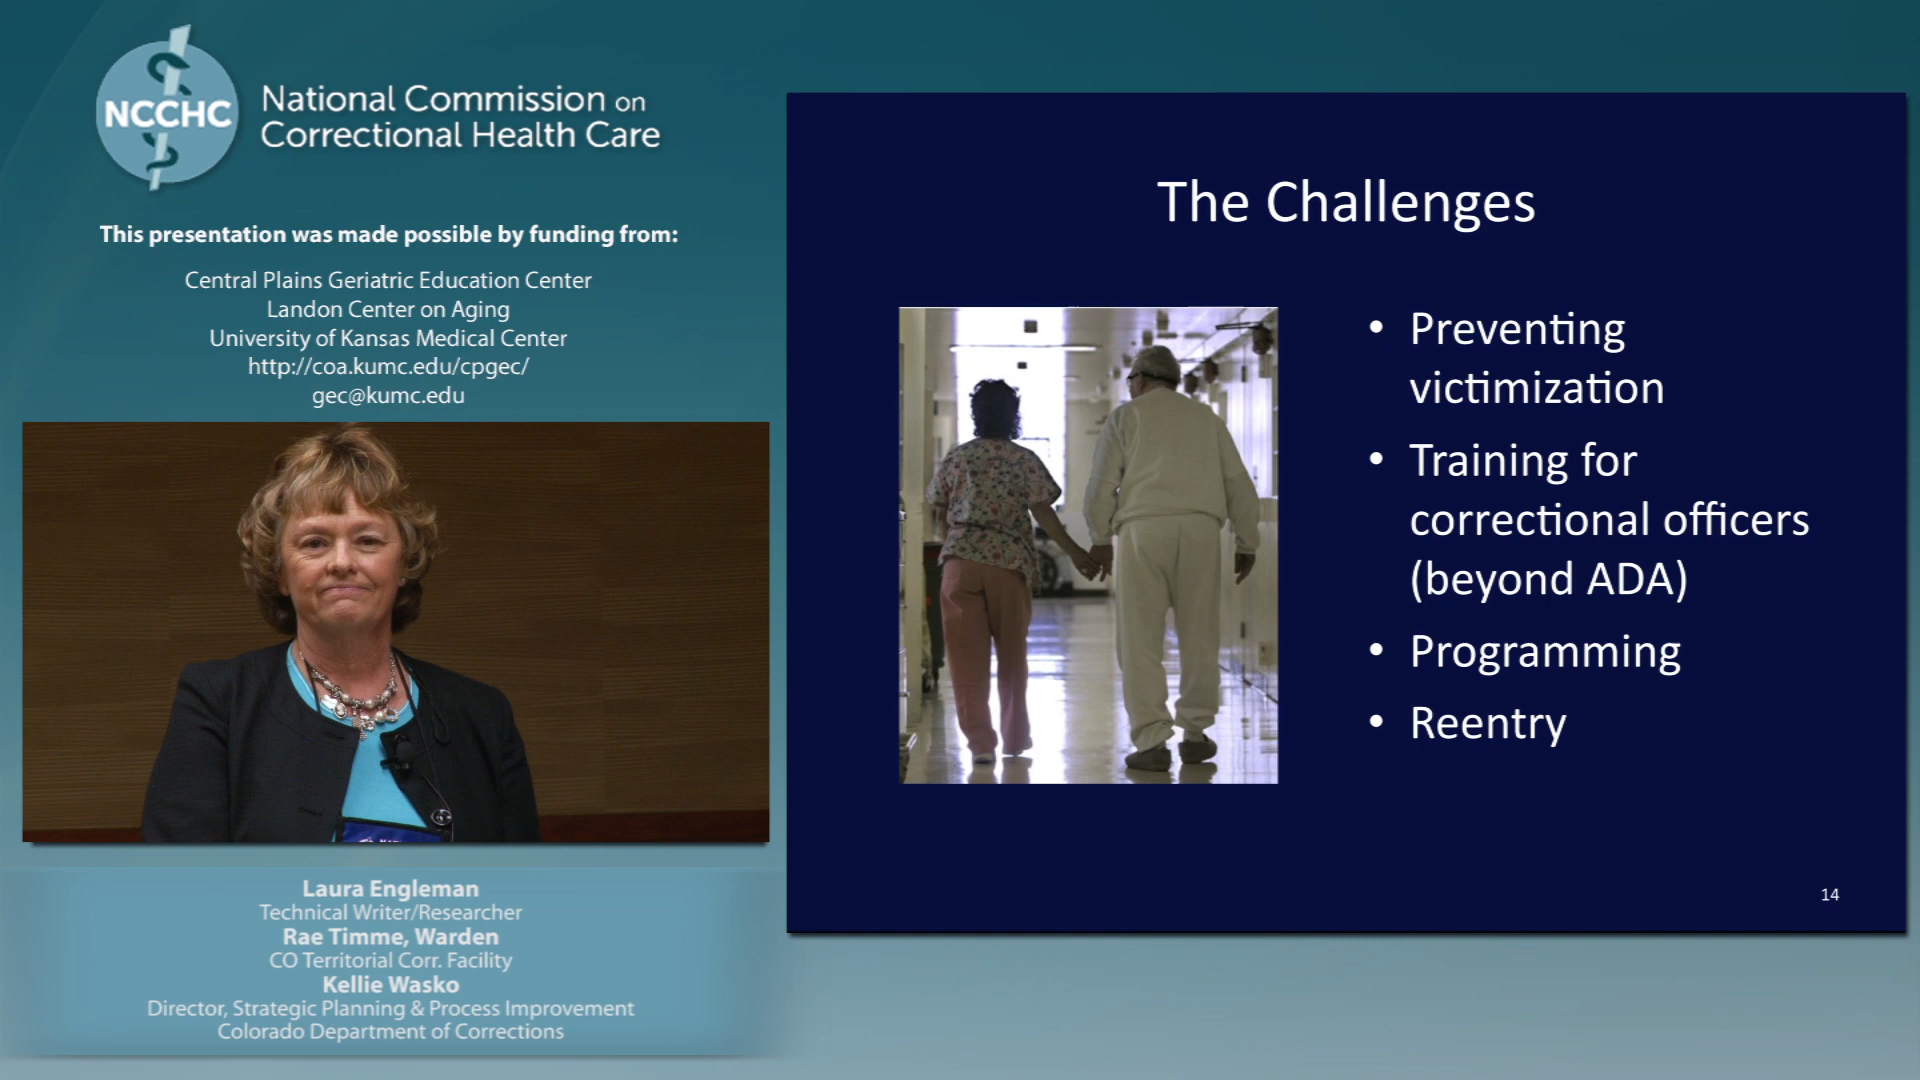 NCCHC
National Commission on
Correctional Health Care
This presentation was made possible by funding from:
Central Plains Geriatric Education Center
Landon Center on Aging
University of Kansas Medical Center
http://coa.kumc.edu/cpgec/
gec@kumc.edu
Laura Engleman
Technical Writer/Researcher
Rae Timme, Warden
CO Territorial Corr. Facility
Kellie Wasko
Director, Strategic Planning & Process Improvement
Colorado Department of Corrections
The Challenges
• Preventing
victimization
• Training for
correctional officers
(beyond ADA)
• Programming
• Reentry
14